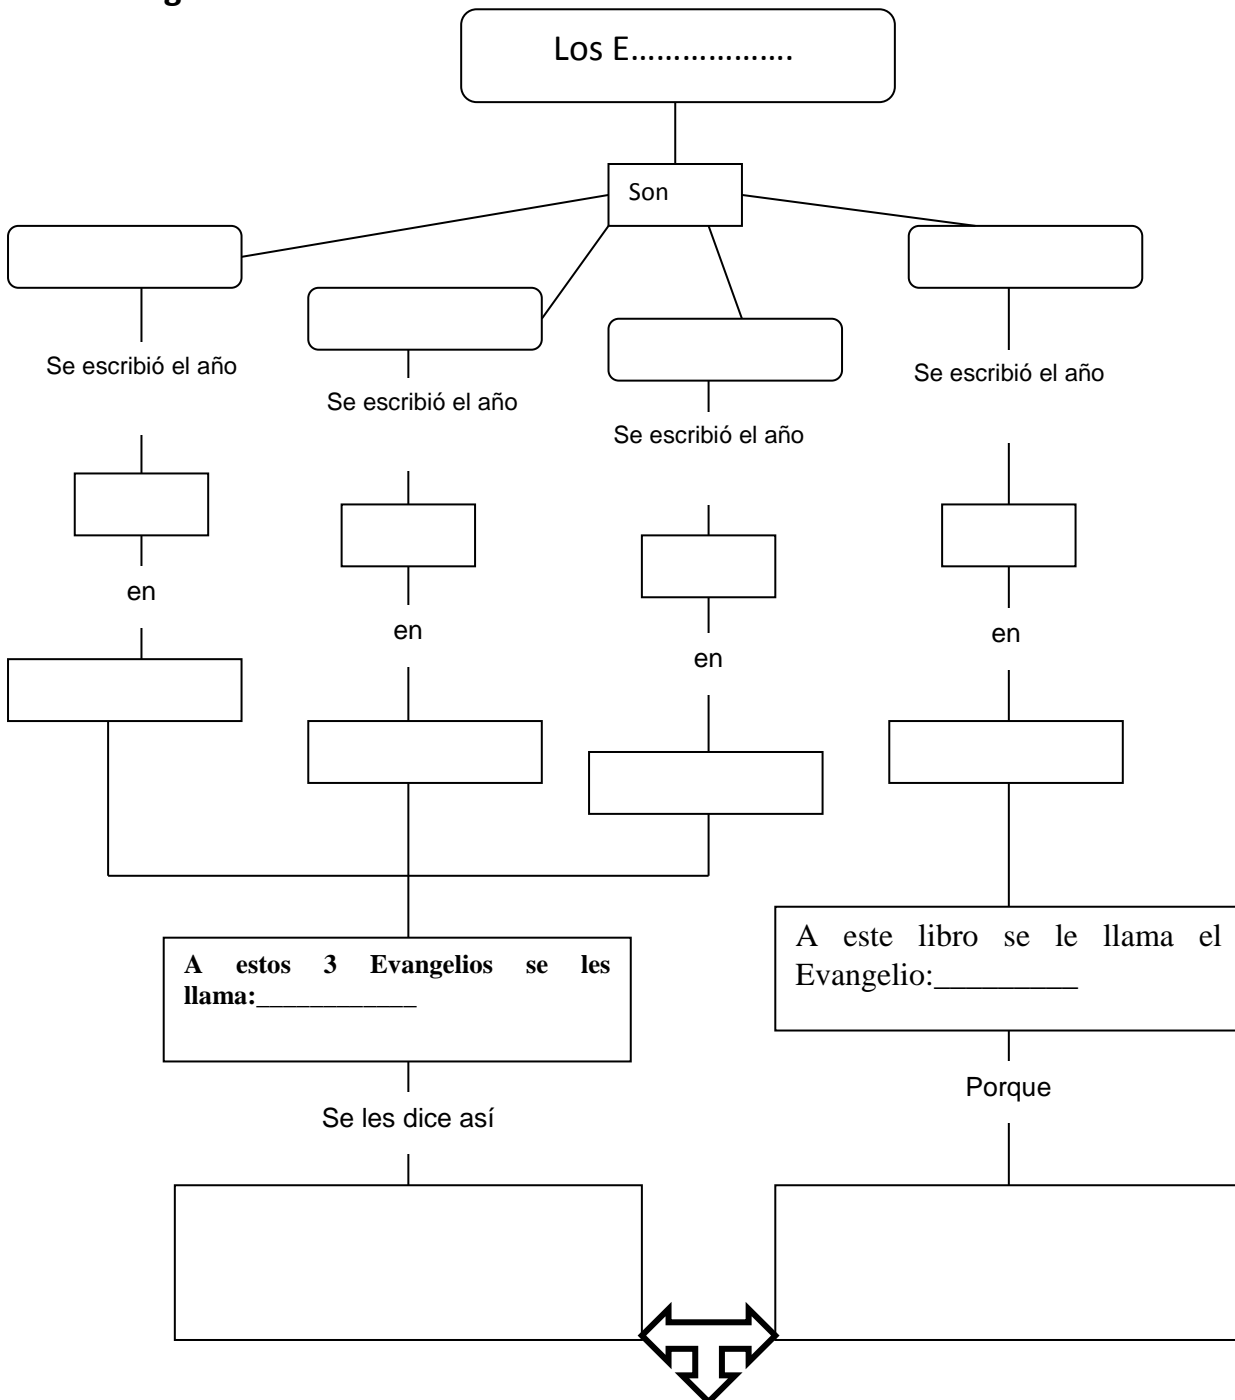 Los E...................
Son
Se escribió el año
Se escribió el año
Se escribió el año
Se escribió el año
en
en
en
en
A estos 3 Evangelios se les
llama:____________
A este libro se le llama el
Evangelio:_________
Se les dice así
Porque